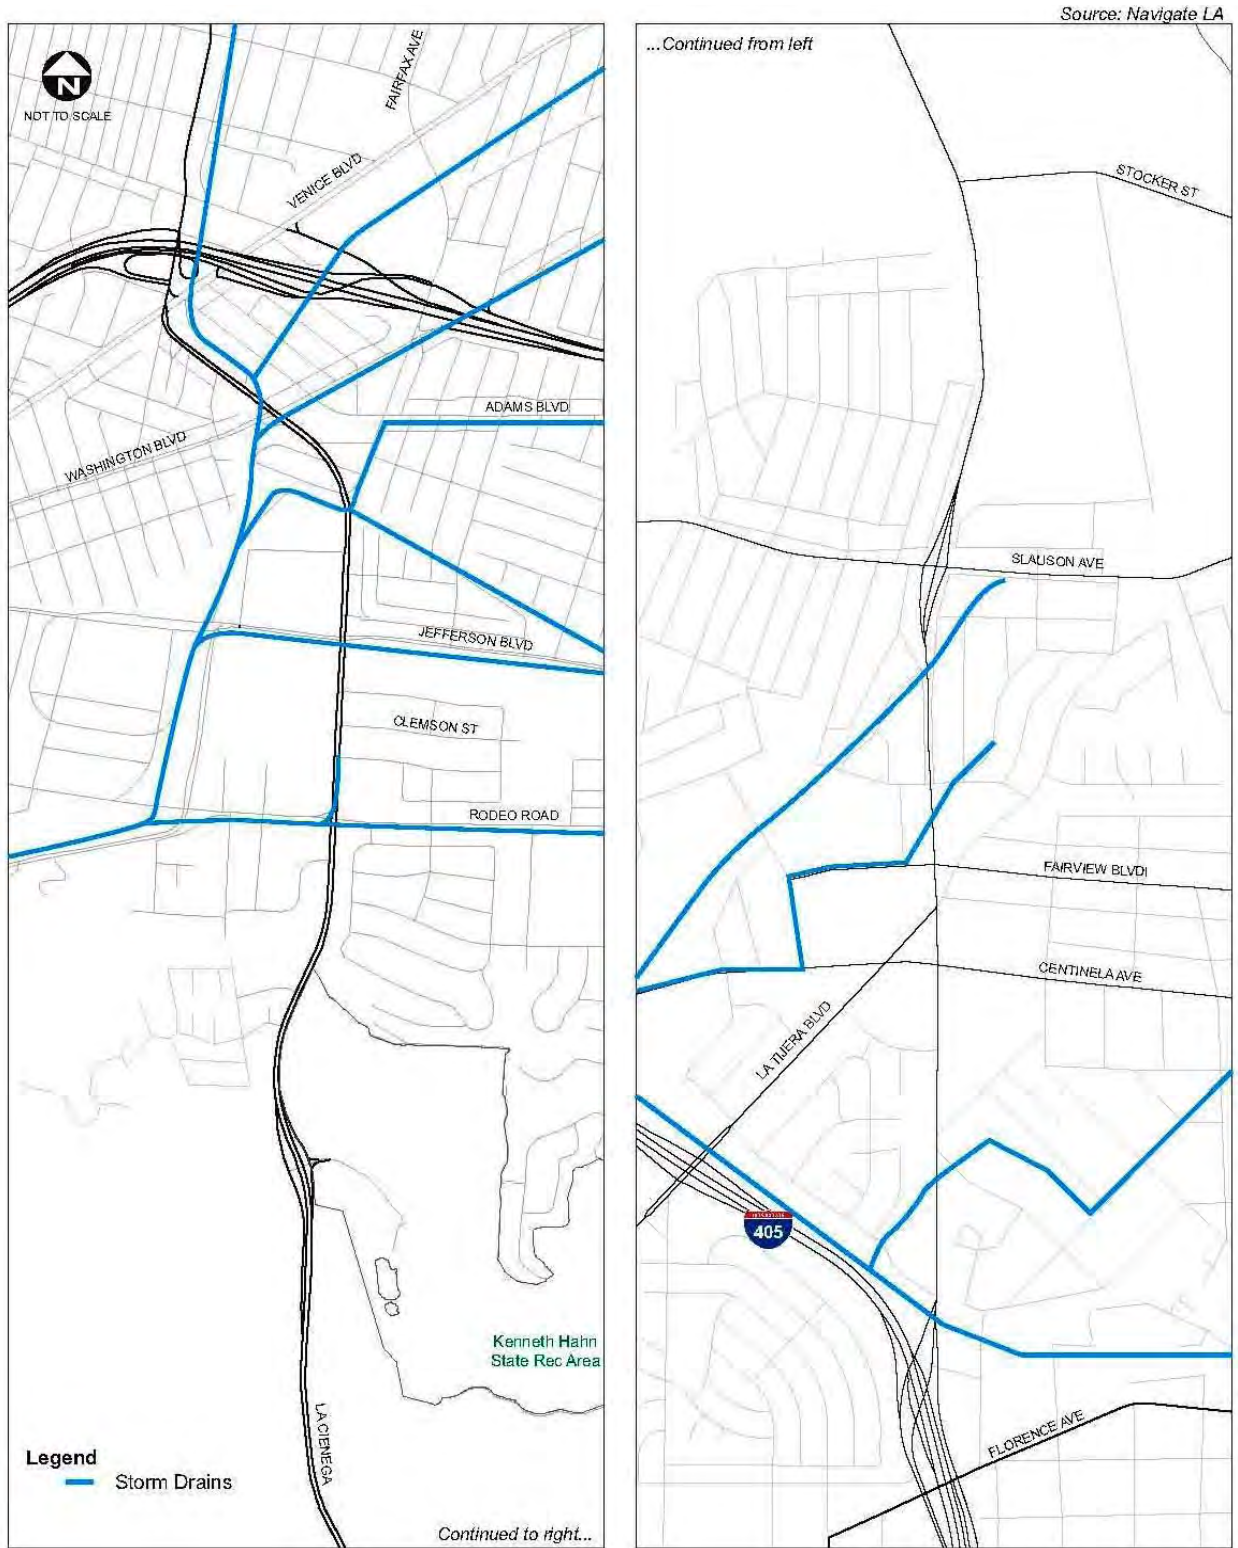 Source: Navigate LA
...Continued from left
N
NOT TO SCALE
FAIRFAX AVE
VENICE BLVD
STOCKER ST
ADAMS BLVD
WASHINGTON BLVD
SLAUSON AVE
JEFFERSON BLVD
CLEMSON ST
RODEO ROAD
FAIRVIEW BLVDI
CENTINELA AVE
LA TIJERA BLVD
405
Kenneth Hahn
State Rec Area
LA CIENEGA
FLORENCE AVE
Legend
Storm Drains
Continued to right...